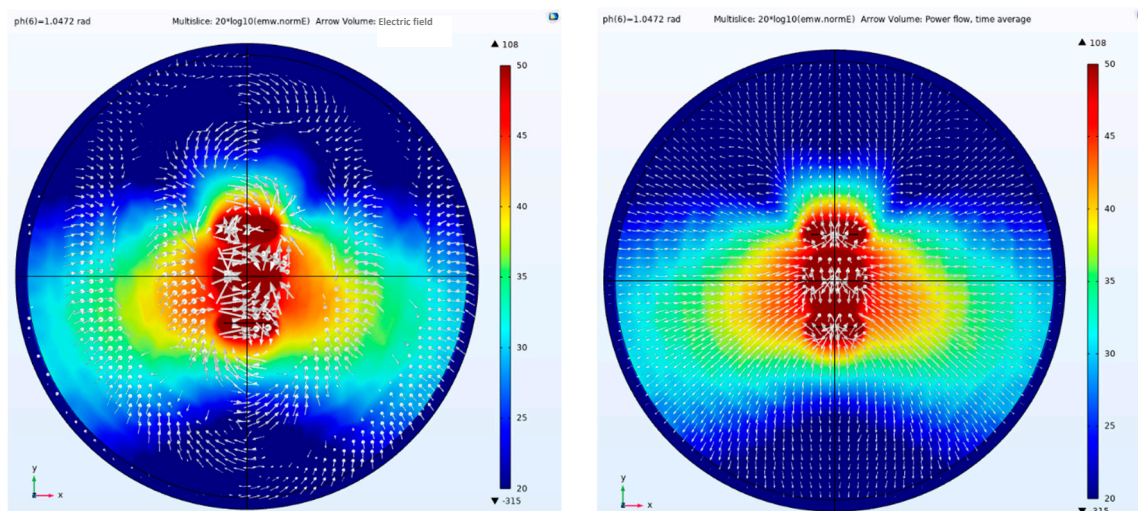 ph(6)=1.0472 rad
Multislice: 20*log10(emw.normE) Arrow Volume: Electric field
▲ 108
50
45
40
35
30
25
20
▼ -315
y
x
ph(6)=1.0472 rad
Multislice: 20*log10(emw.normE) Arrow Volume: Power flow, time average
▲ 108
50
45
40
35
30
25
20
▼ -315
y
x